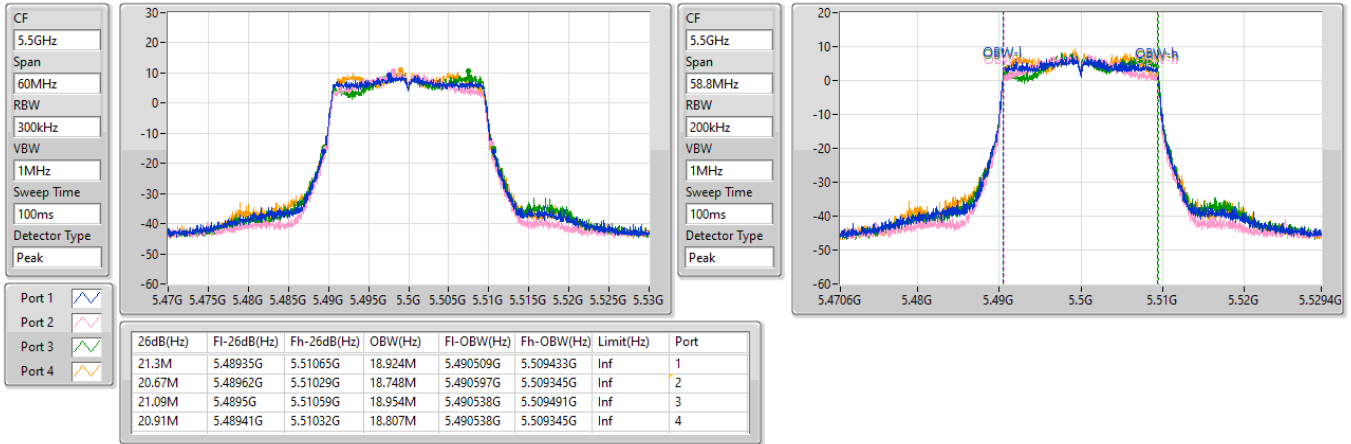 CF
5.5GHz
Span
60MHz
RBW
300kHz
VBW
1MHz
Sweep Time
100ms
Detector Type
Peak
30
20
10
0
-10
-20
-30
-40
-50
-60
5.47G 5.475G 5.48G 5.485G 5.49G 5.495G 5.5G 5.505G 5.51G 5.515G 5.52G 5.525G 5.53G
CF
5.5GHz
Span
58.8MHz
RBW
200kHz
VBW
1MHz
Sweep Time
100ms
Detector Type
Peak
20
10
0
-10
-20
-30
-40
-50
-60
OBW-l OBW-h
5.4706G 5.48G 5.49G 5.5G 5.51G 5.52G 5.5294G
Port 1
Port 2
Port 3
Port 4
26dB(Hz) Fl-26dB(Hz) Fh-26dB(Hz) OBW(Hz) Fl-OBW(Hz) Fh-OBW(Hz) Limit(Hz) Port
21.3M 5.48935G 5.51065G 18.924M 5.490509G 5.509433G Inf 1
20.67M 5.48962G 5.51029G 18.748M 5.490597G 5.509345G Inf 2
21.09M 5.4895G 5.51059G 18.954M 5.490538G 5.509491G Inf 3
20.91M 5.48941G 5.51032G 18.807M 5.490538G 5.509345G Inf 4